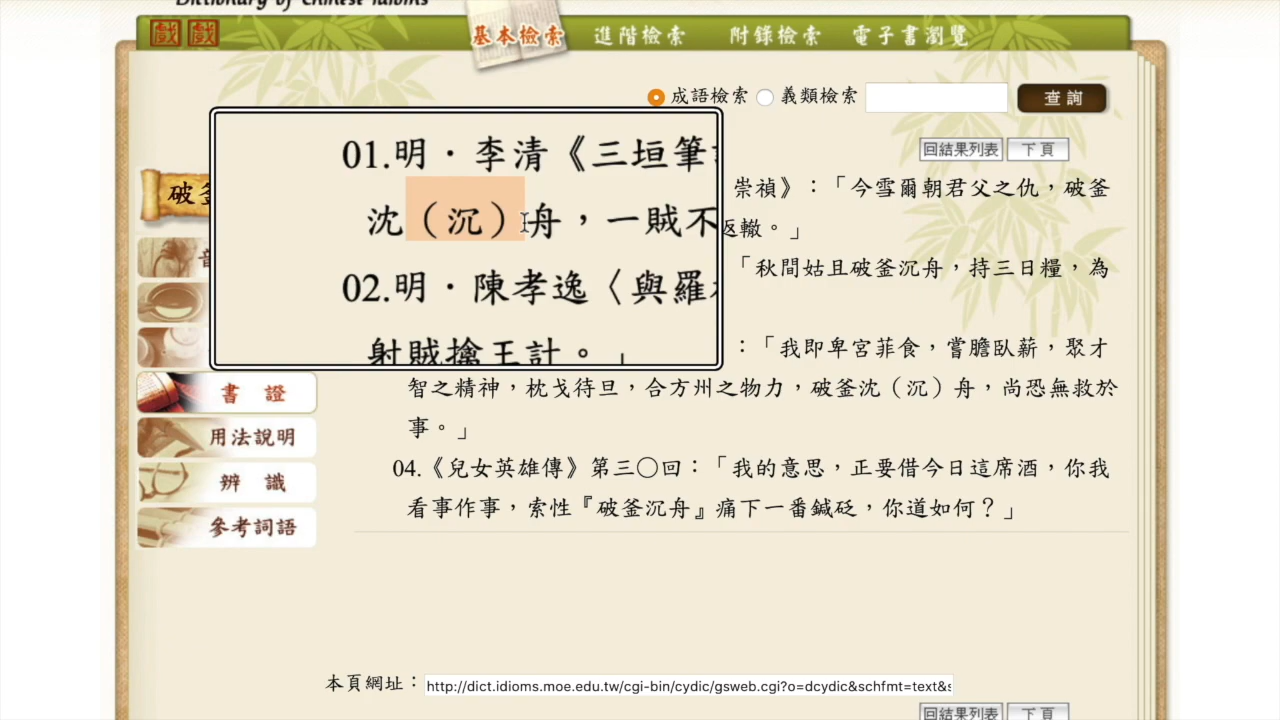 Dictionary of Chinese Idioms
戲 戲
基本檢索 進階檢索 附錄檢索 電子書瀏覽
成語檢索 義類檢索 查詢
回結果列表 下頁
破釜
01.明．李清《三垣筆
沈（沉）舟，一賊不
02.明．陳孝逸〈與羅
射賊擒王計。」
崇禎》：「今雪爾朝君父之仇，破釜
返轍。」
「秋間姑且破釜沉舟，持三日糧，為
：「我即卑宮菲食，嘗膽臥薪，聚才
智之精神，枕戈待旦，合方州之物力，破釜沈（沉）舟，尚恐無救於
事。」
04.《兒女英雄傳》第三〇回：「我的意思，正要借今日這席酒，你我
看事作事，索性『破釜沉舟』痛下一番鍼砭，你道如何？」
書 證
用法說明
辨 識
參考詞語
本頁網址： http://dict.idioms.moe.edu.tw/cgi-bin/cydic/gsweb.cgi?o=dcydic&schfmt=text&s
回結果列表 下頁